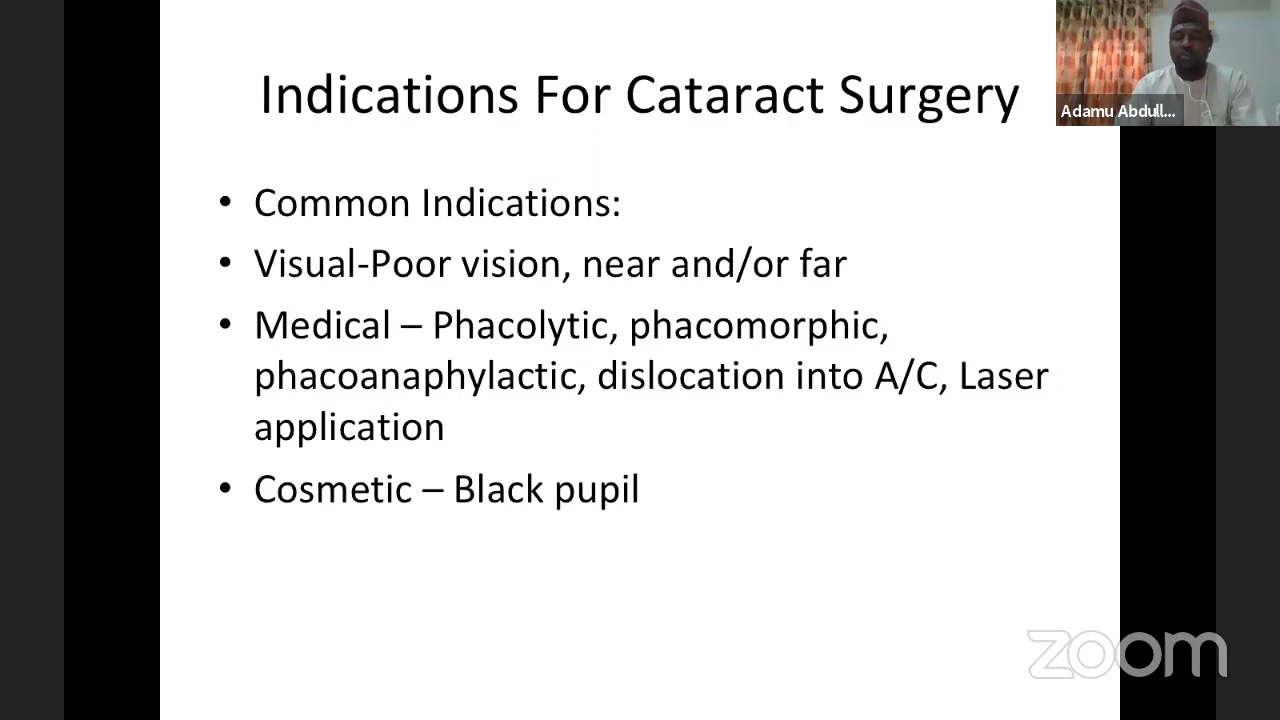 Indications For Cataract Surgery
Adamu Abdull...
• Common Indications:
• Visual-Poor vision, near and/or far
• Medical – Phacolytic, phacomorphic,
phacoanaphylactic, dislocation into A/C, Laser
application
• Cosmetic – Black pupil
zoom